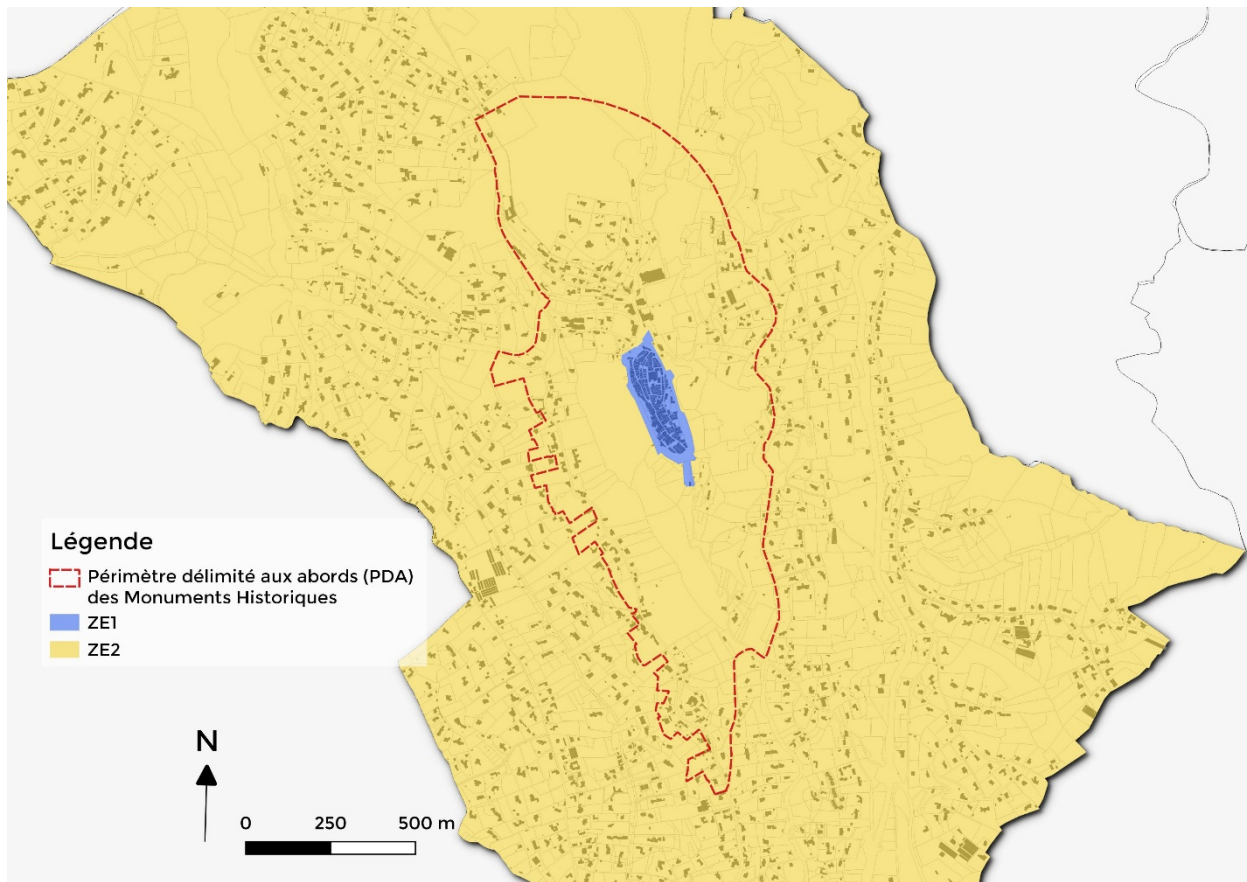 Légende
Périmètre délimité aux abords (PDA)
des Monuments Historiques
ZE1
ZE2
N
0 250 500 m